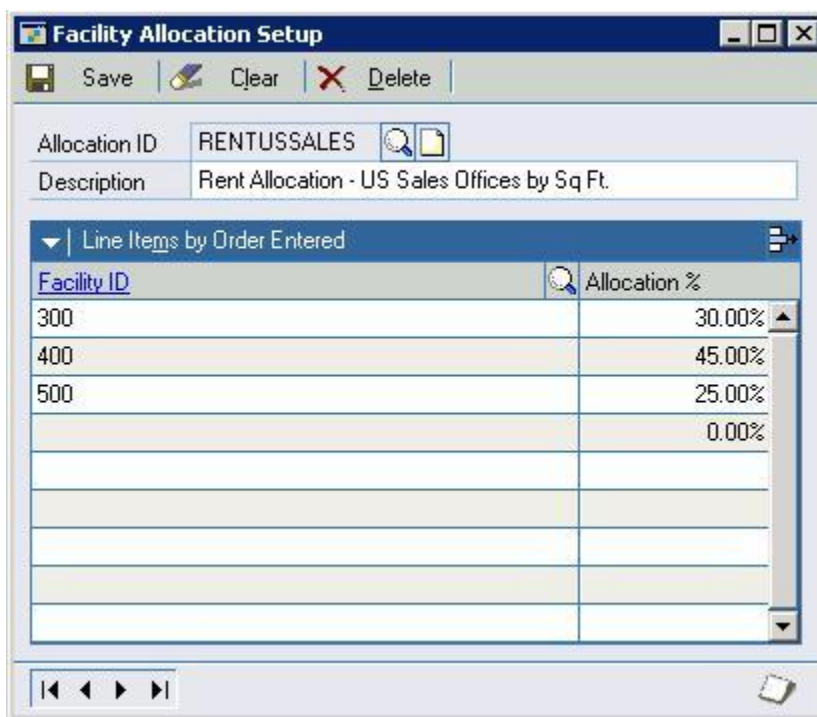 Facility Allocation Setup
Save Clear Delete
Allocation ID RENTUSSALES
Description Rent Allocation - US Sales Offices by Sq Ft.
Line Items by Order Entered
Facility ID Allocation %
300 30.00%
400 45.00%
500 25.00%
0.00%